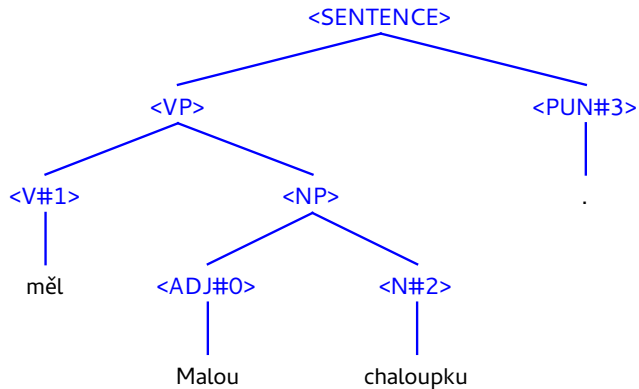 <SENTENCE>
<VP> <PUN#3>
<V#1> <NP> .
měl <ADJ#0> <N#2>
Malou chaloupku